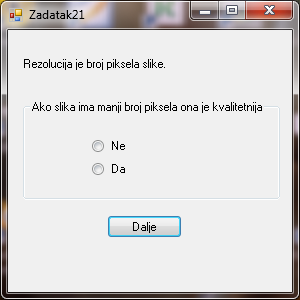 Zadatak21
Rezolucija je broj piksela slike.
Ako slika ima manji broj piksela ona je kvalitetnija
Ne
Da
Dalje